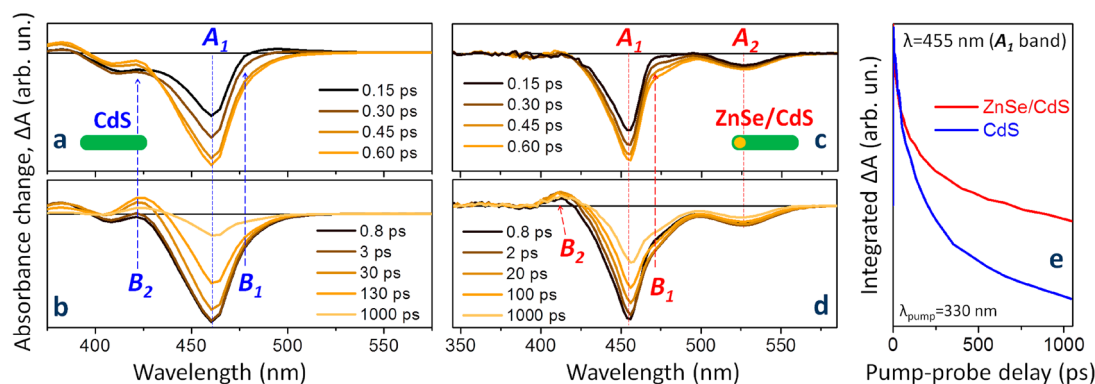 Absorbance change, ΔA (arb. un.)
A₁
0.15 ps
0.30 ps
0.45 ps
0.60 ps
CdS
a
B₂
B₁
0.8 ps
3 ps
30 ps
130 ps
1000 ps
b
400 450 500 550
Wavelength (nm)
A₁
A₂
0.15 ps
0.30 ps
0.45 ps
0.60 ps
ZnSe/CdS
c
B₂
B₁
0.8 ps
2 ps
20 ps
100 ps
1000 ps
d
350 400 450 500 550
Wavelength (nm)
Integrated ΔA (arb. un.)
λ=455 nm (A₁ band)
ZnSe/CdS
CdS
e
λpump=330 nm
0 500 1000
Pump-probe delay (ps)